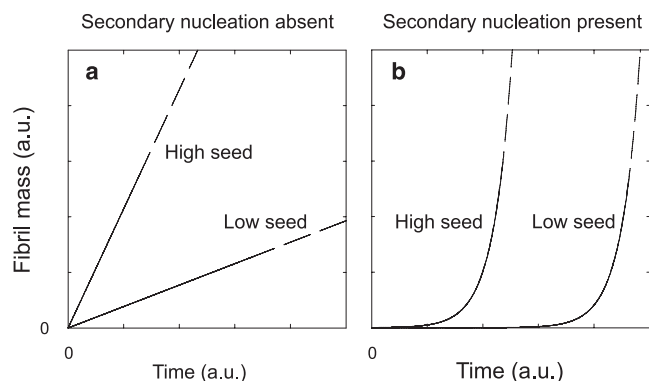 Secondary nucleation absent
Secondary nucleation present
a
b
High seed
Low seed
High seed
Low seed
Fibril mass (a.u.)
0
0
0
Time (a.u.)
Time (a.u.)